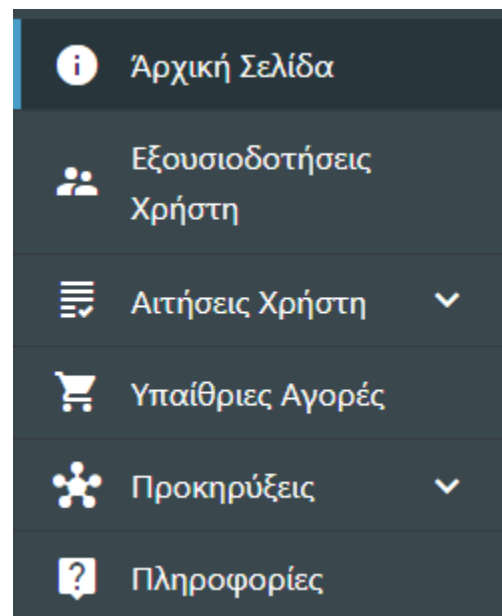 Άρχική Σελίδα
Εξουσιοδοτήσεις
Χρήστη
Αιτήσεις Χρήστη
Υπαίθριες Αγορές
Προκηρύξεις
Πληροφορίες